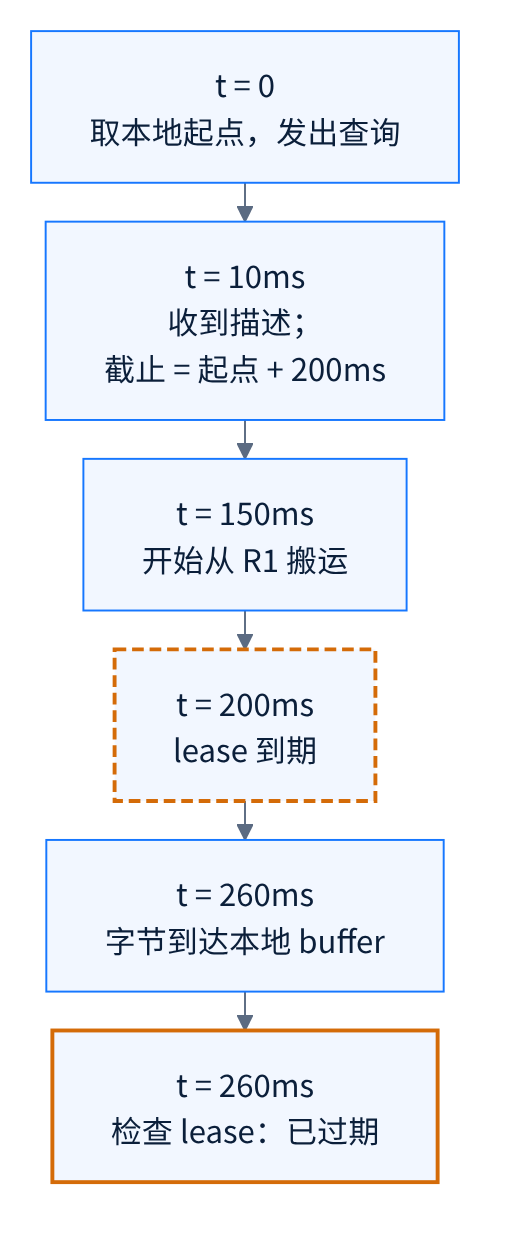 t = 0
取本地起点，发出查询
t = 10ms
收到描述；
截止 = 起点 + 200ms
t = 150ms
开始从 R1 搬运
t = 200ms
lease 到期
t = 260ms
字节到达本地 buffer
t = 260ms
检查 lease：已过期